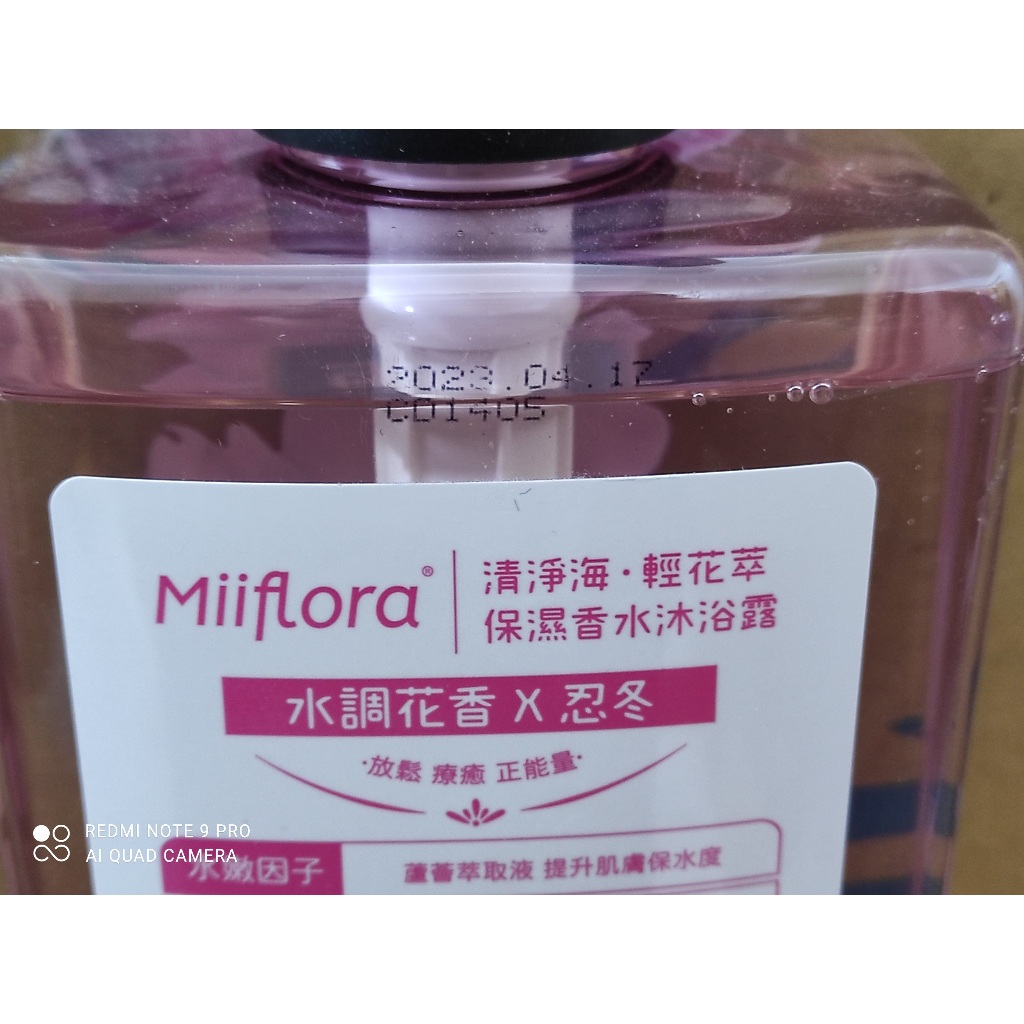 2023.04.17
C01405
Miiflora®
清淨海·輕花萃
保濕香水沐浴露
水調花香 X 忍冬
·放鬆 療癒 正能量·
水嫩因子
蘆薈萃取液 提升肌膚保水度
REDMI NOTE 9 PRO
AI QUAD CAMERA